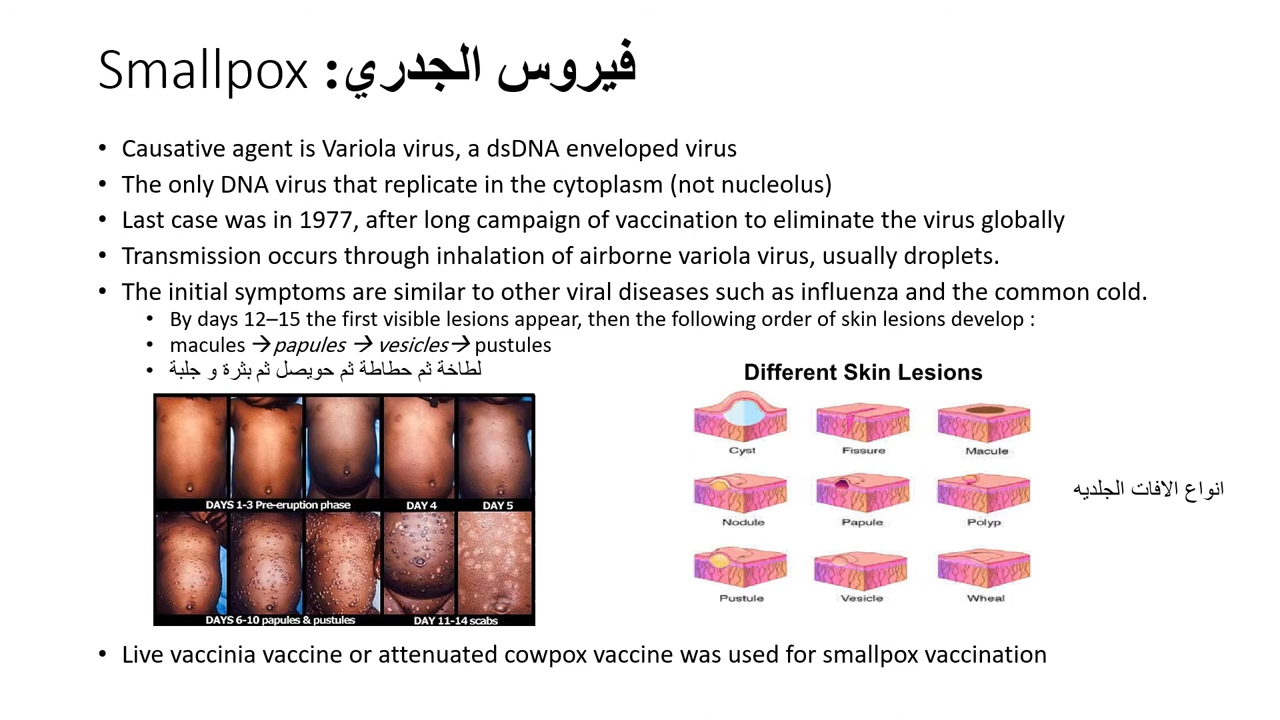 Smallpox :فيروس الجدري
• Causative agent is Variola virus, a dsDNA enveloped virus
• The only DNA virus that replicate in the cytoplasm (not nucleolus)
• Last case was in 1977, after long campaign of vaccination to eliminate the virus globally
• Transmission occurs through inhalation of airborne variola virus, usually droplets.
• The initial symptoms are similar to other viral diseases such as influenza and the common cold.
• By days 12–15 the first visible lesions appear, then the following order of skin lesions develop :
• macules → papules → vesicles → pustules
• لطاخة ثم حطاطة ثم حويصل ثم بثرة و جلبة
DAYS 1-3 Pre-eruption phase DAY 4 DAY 5
DAYS 6-10 papules & pustules DAY 11-14 scabs
Different Skin Lesions
Cyst Fissure Macule
Nodule Papule Polyp
Pustule Vesicle Wheal
انواع الافات الجلديه
• Live vaccinia vaccine or attenuated cowpox vaccine was used for smallpox vaccination